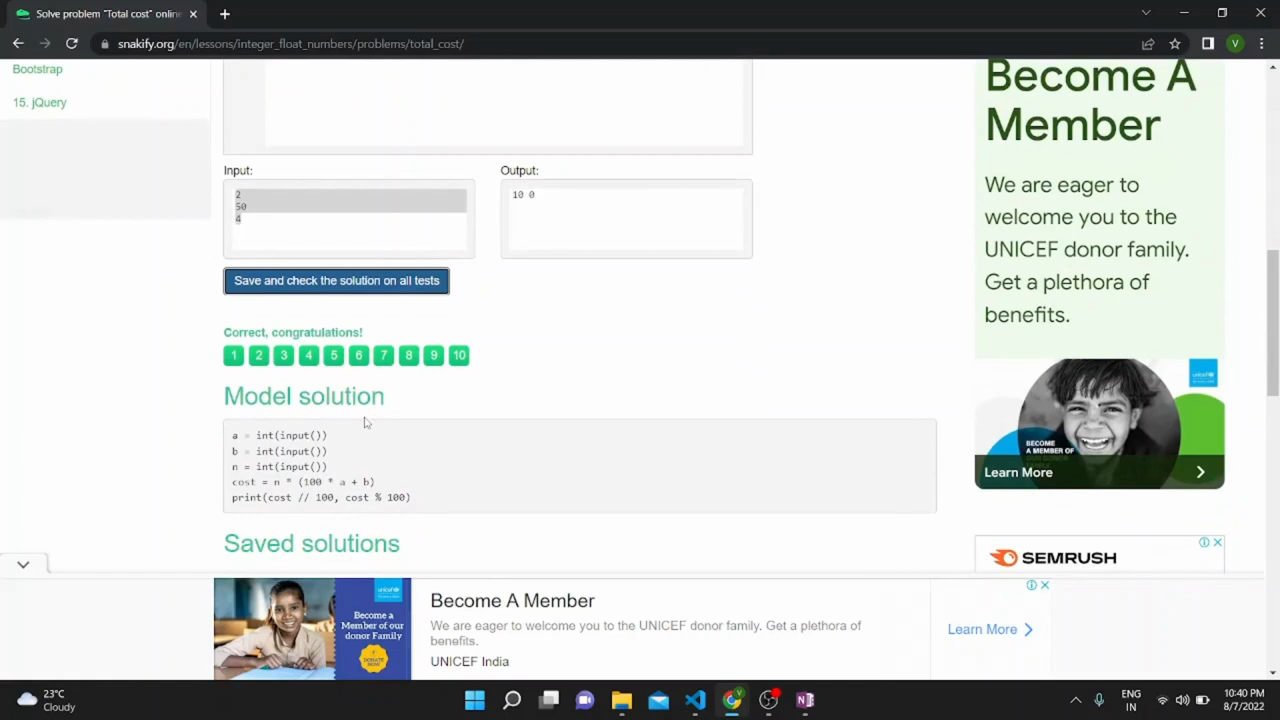 Solve problem "Total cost" onlin
snakify.org/en/lessons/integer_float_numbers/problems/total_cost/
V
Bootstrap
15. jQuery
Input:
2
50
4
Output:
10 0
Save and check the solution on all tests
Correct, congratulations!
1 2 3 4 5 6 7 8 9 10
Model solution
a = int(input())
b = int(input())
n = int(input())
cost = n * (100 * a + b)
print(cost // 100, cost % 100)
Saved solutions
Become A
Member
We are eager to
welcome you to the
UNICEF donor family.
Get a plethora of
benefits.
unicef
BECOME
A MEMBER OF
Learn More
SEMRUSH
unicef
Become a
Member of our
donor Family
DONATE
NOW
Become A Member
We are eager to welcome you to the UNICEF donor family. Get a plethora of
benefits.
UNICEF India
Learn More
23°C
Cloudy
ENG
IN
10:40 PM
8/7/2022